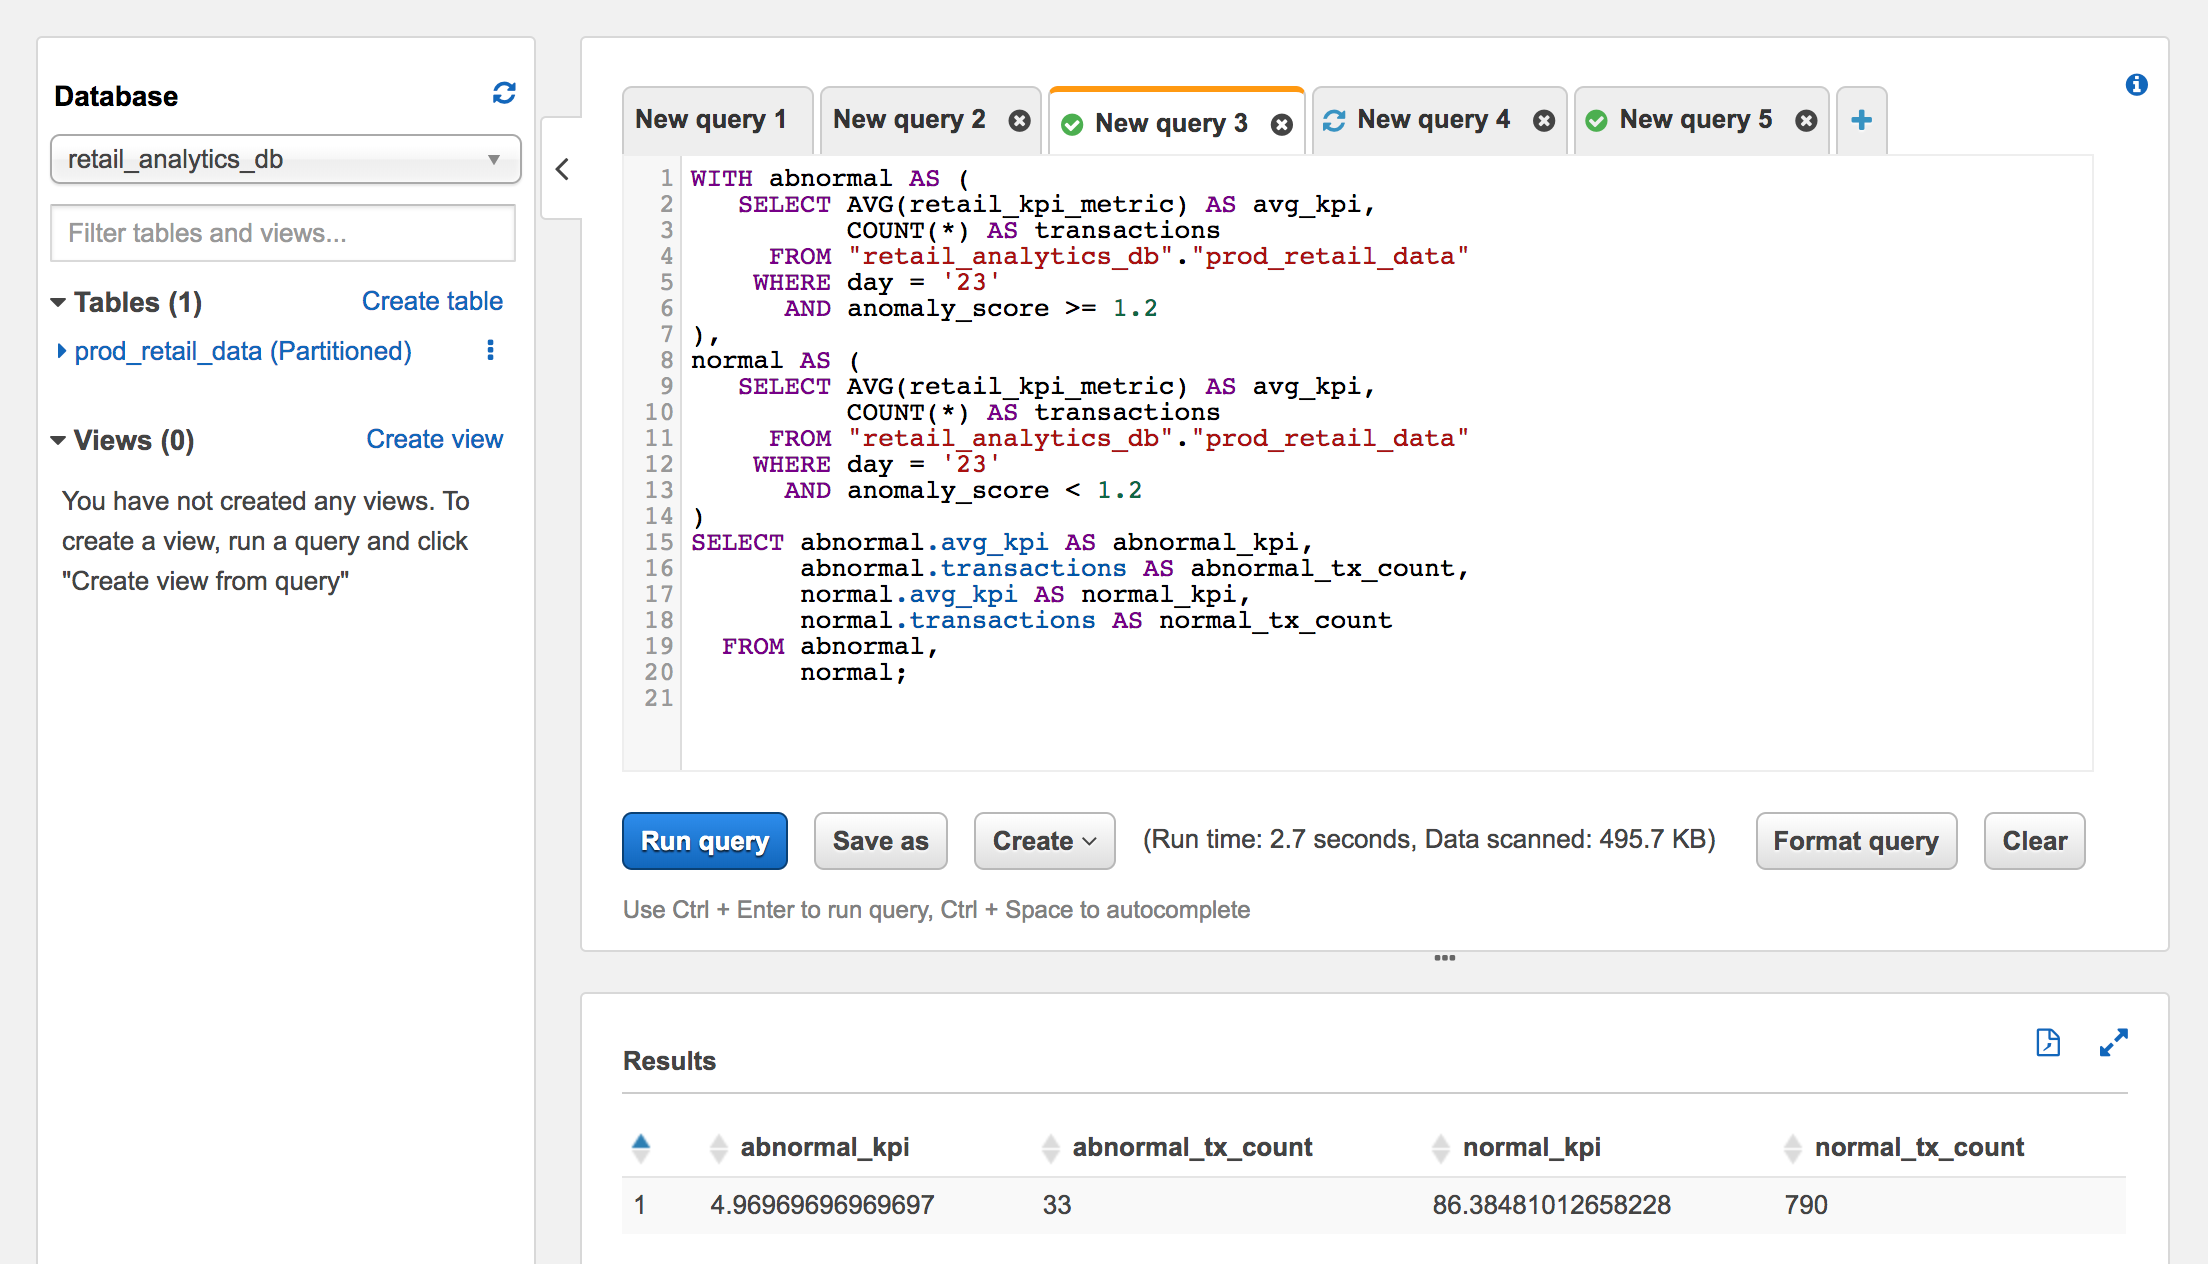 Database
retail_analytics_db
Filter tables and views...
Tables (1) Create table
prod_retail_data (Partitioned)
Views (0) Create view
You have not created any views. To
create a view, run a query and click
"Create view from query"
New query 1 New query 2 New query 3 New query 4 New query 5 +
1 WITH abnormal AS (
2    SELECT AVG(retail_kpi_metric) AS avg_kpi,
3           COUNT(*) AS transactions
4      FROM "retail_analytics_db"."prod_retail_data"
5     WHERE day = '23'
6       AND anomaly_score >= 1.2
7 ),
8 normal AS (
9    SELECT AVG(retail_kpi_metric) AS avg_kpi,
10           COUNT(*) AS transactions
11      FROM "retail_analytics_db"."prod_retail_data"
12     WHERE day = '23'
13       AND anomaly_score < 1.2
14 )
15 SELECT abnormal.avg_kpi AS abnormal_kpi,
16        abnormal.transactions AS abnormal_tx_count,
17        normal.avg_kpi AS normal_kpi,
18        normal.transactions AS normal_tx_count
19   FROM abnormal,
20        normal;
21
Run query Save as Create (Run time: 2.7 seconds, Data scanned: 495.7 KB) Format query Clear
Use Ctrl + Enter to run query, Ctrl + Space to autocomplete
Results
abnormal_kpi abnormal_tx_count normal_kpi normal_tx_count
1 4.96969696969697 33 86.38481012658228 790